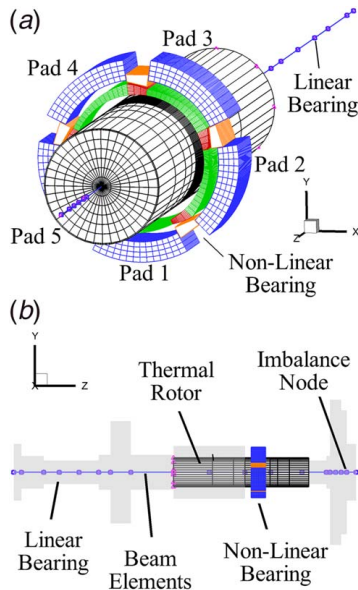 (a)
Pad 3
Pad 4
Linear
Bearing
Pad 2
Pad 5
Y
Z
X
Pad 1
Non-Linear
Bearing
(b)
Y
X
Z
Thermal
Rotor
Imbalance
Node
Linear
Bearing
Beam
Elements
Non-Linear
Bearing